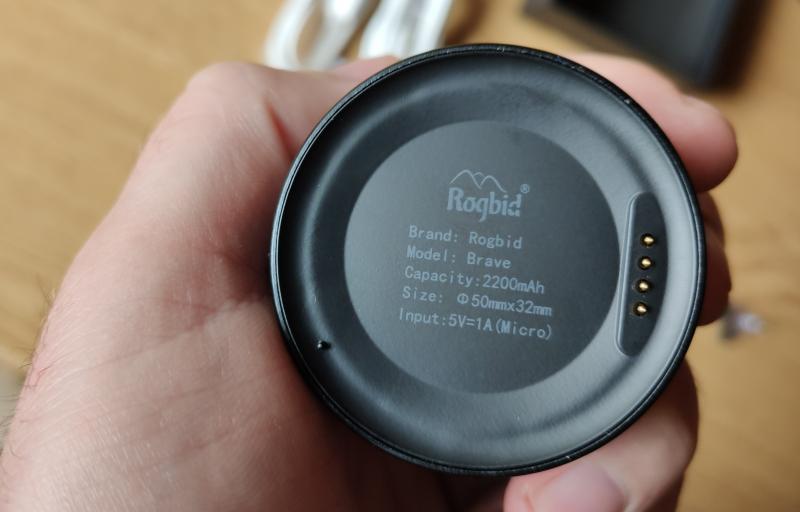 Rogbid®
Brand: Rogbid
Model: Brave
Capacity:2200mAh
Size: Φ50mmx32mm
Input:5V=1A(Micro)